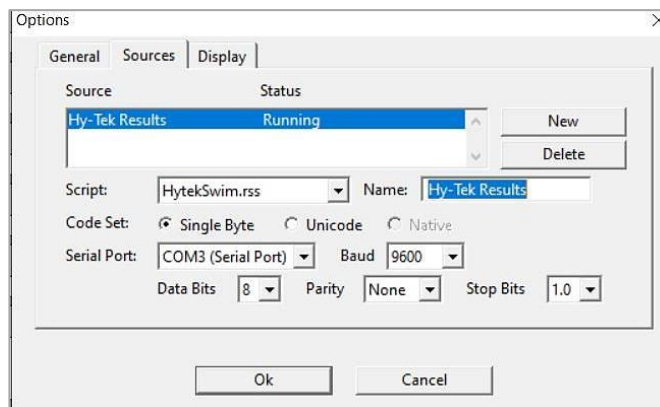 Options
General Sources Display
Source Status
Hy-Tek Results Running
New
Delete
Script: HytekSwim.rss Name: Hy-Tek Results
Code Set: Single Byte Unicode Native
Serial Port: COM3 (Serial Port) Baud 9600
Data Bits 8 Parity None Stop Bits 1.0
Ok Cancel